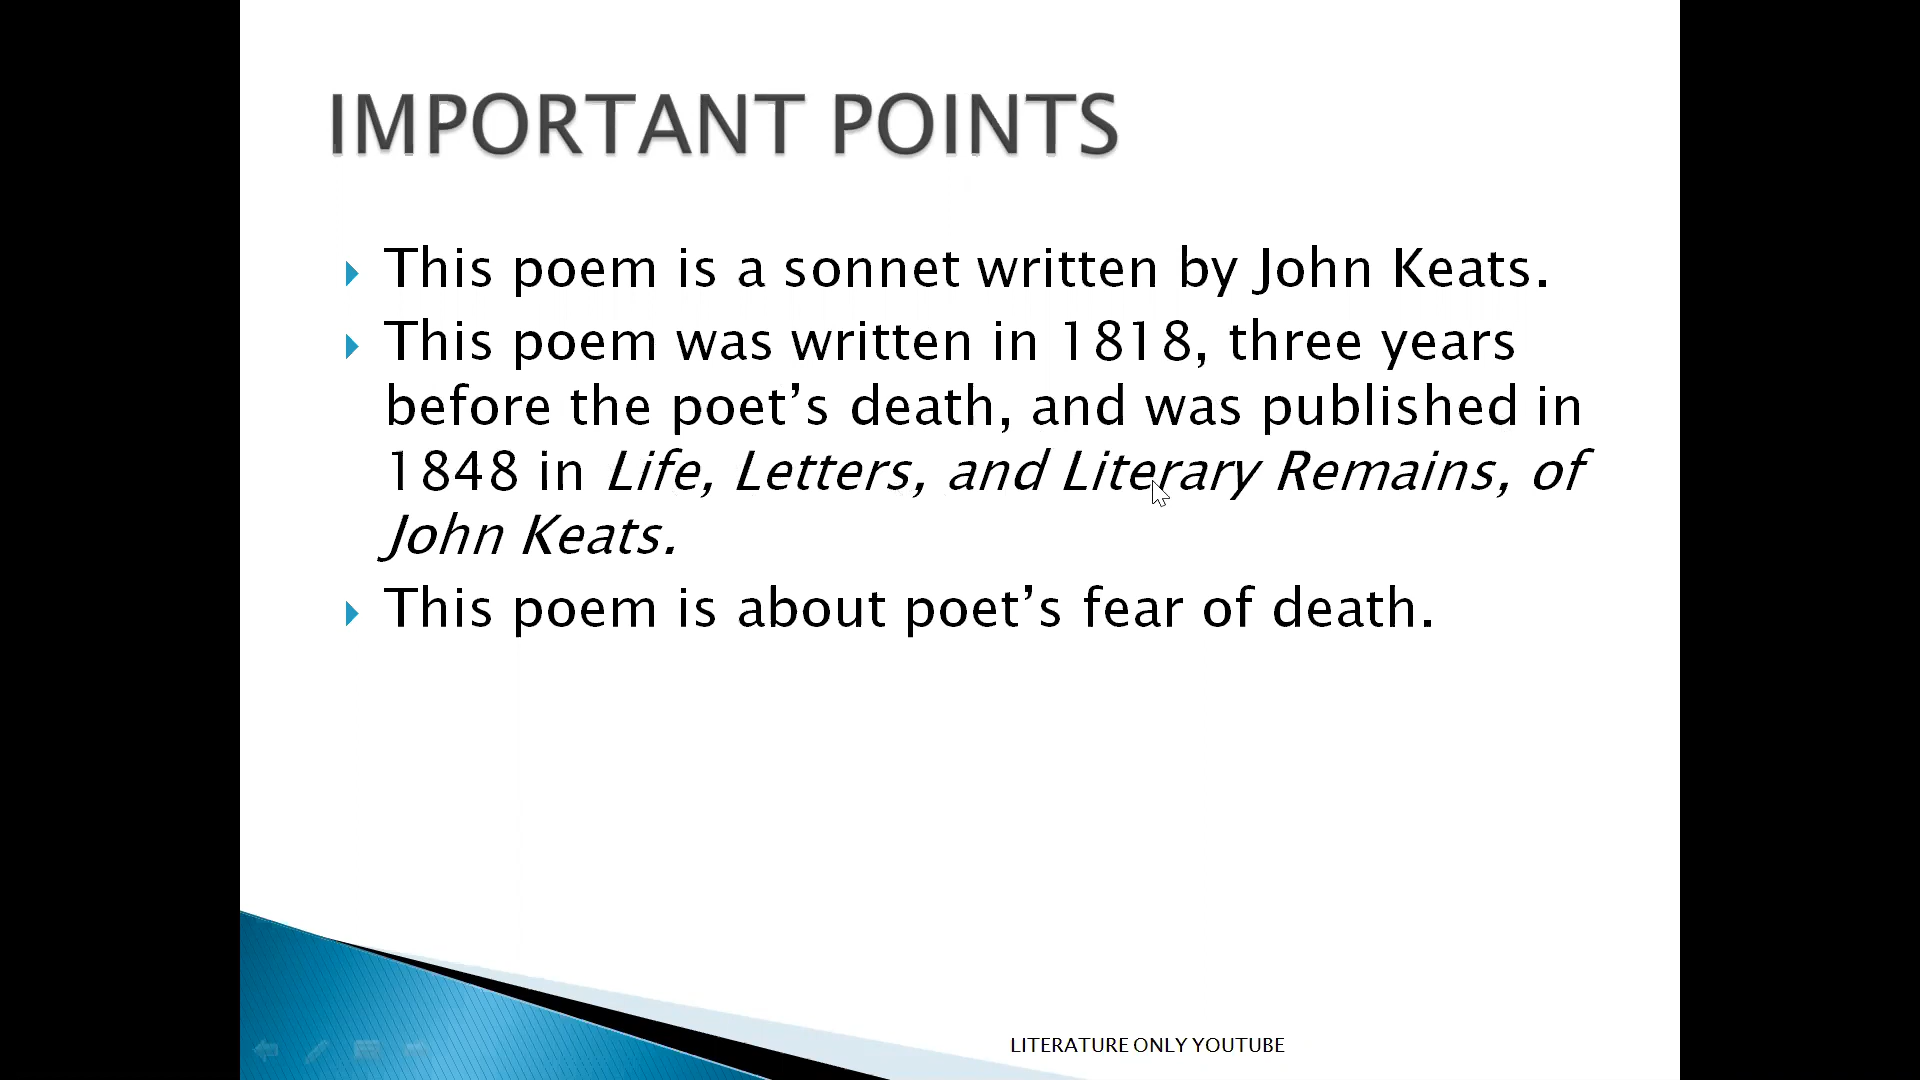 IMPORTANT POINTS
This poem is a sonnet written by John Keats.
This poem was written in 1818, three years
before the poet’s death, and was published in
1848 in Life, Letters, and Literary Remains, of
John Keats.
This poem is about poet’s fear of death.
LITERATURE ONLY YOUTUBE